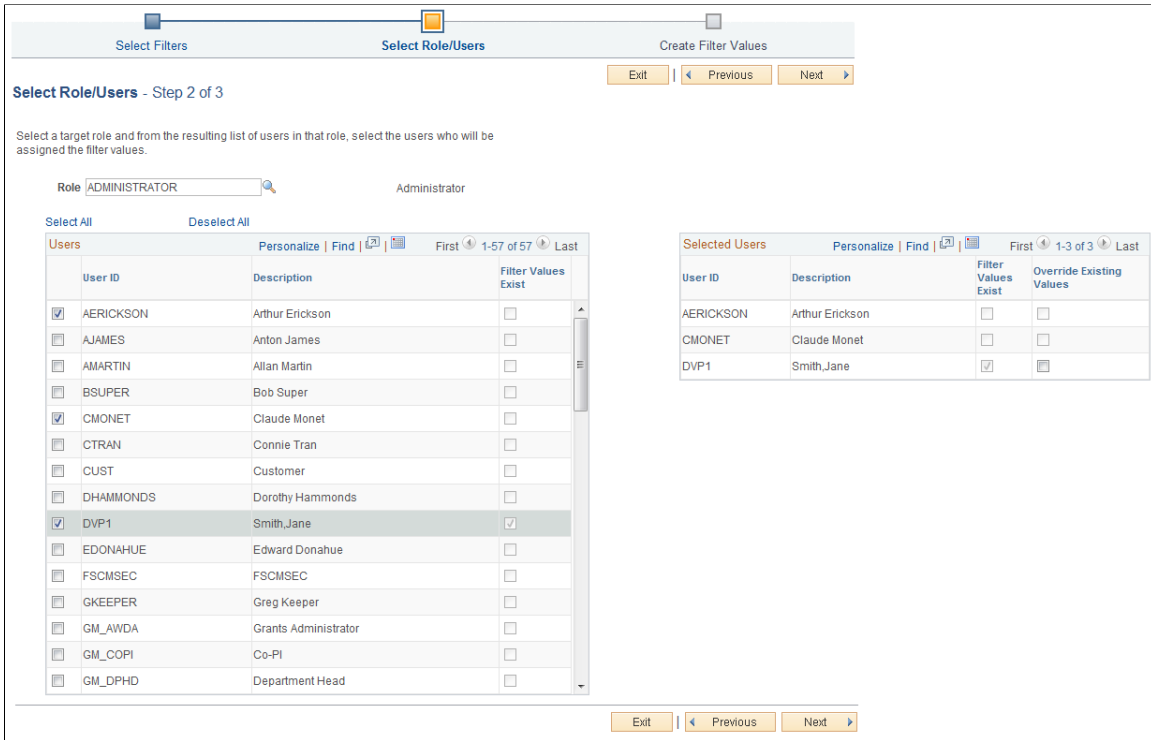 Select Filters Select Role/Users Create Filter Values
Exit | Previous Next
Select Role/Users - Step 2 of 3
Select a target role and from the resulting list of users in that role, select the users who will be
assigned the filter values.
Role ADMINISTRATOR Administrator
Select All Deselect All
Users Personalize | Find | | First 1-57 of 57 Last
User ID Description Filter Values
Exist
AERICKSON Arthur Erickson
AJAMES Anton James
AMARTIN Allan Martin
BSUPER Bob Super
CMONET Claude Monet
CTRAN Connie Tran
CUST Customer
DHAMMONDS Dorothy Hammonds
DVP1 Smith,Jane
EDONAHUE Edward Donahue
FSCMSEC FSCMSEC
GKEEPER Greg Keeper
GM_AWDA Grants Administrator
GM_COPI Co-PI
GM_DPHD Department Head
Selected Users Personalize | Find | | First 1-3 of 3 Last
User ID Description Filter
Values
Exist Override Existing
Values
AERICKSON Arthur Erickson
CMONET Claude Monet
DVP1 Smith,Jane
Exit | Previous Next